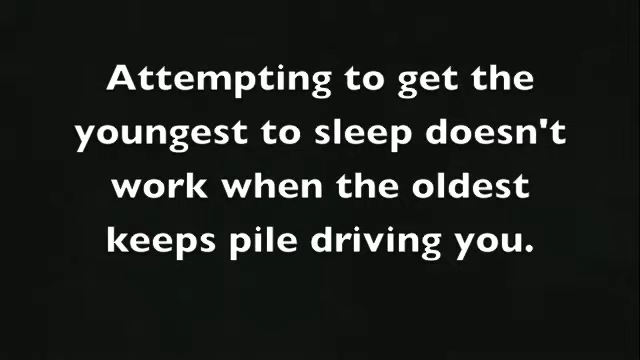 Attempting to get the
youngest to sleep doesn't
work when the oldest
keeps pile driving you.